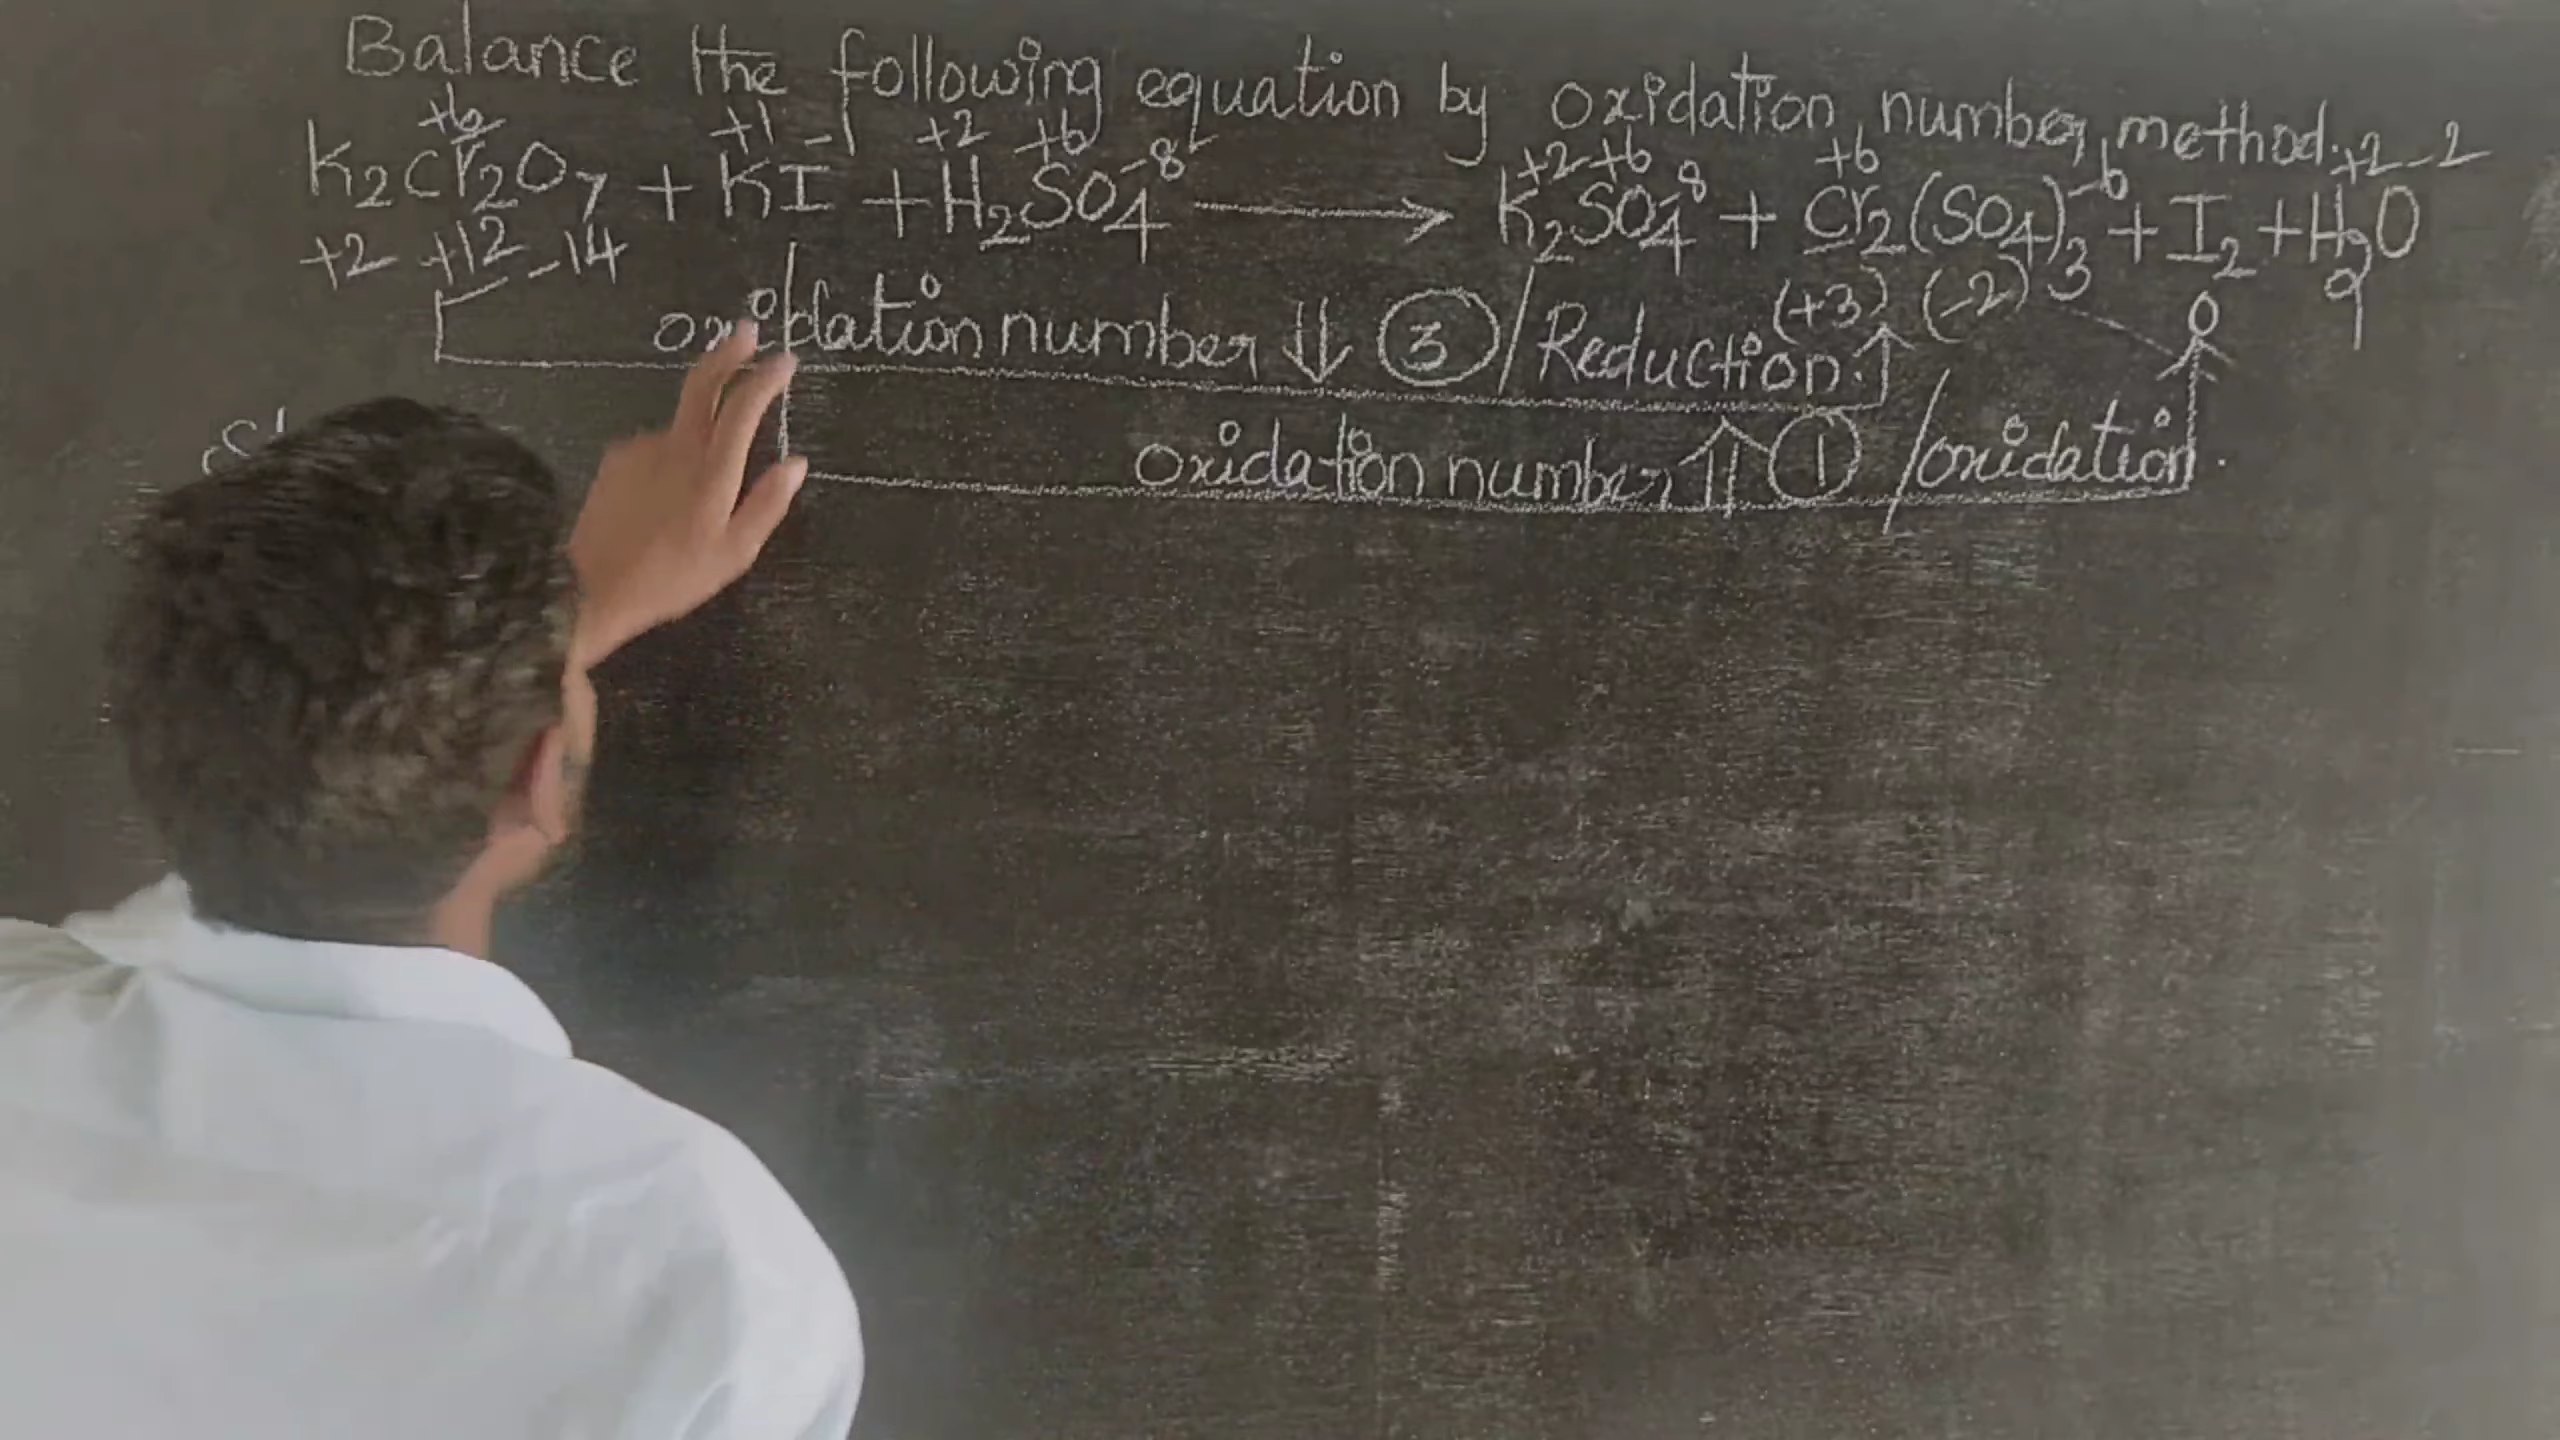 Balance the following equation by oxidation number method.
+6 +1 -1 +2 +6 -8 +2 +6 -8 +6 -6 +2 -2
K2Cr2O7 + KI + H2SO4 → K2SO4 + Cr2(SO4)3 + I2 + H2O
+2 +12 -14 (+3) (-2)3 0
oxidation number ↓ 3 / Reduction.
oxidation number ↑ 1 / oxidation.